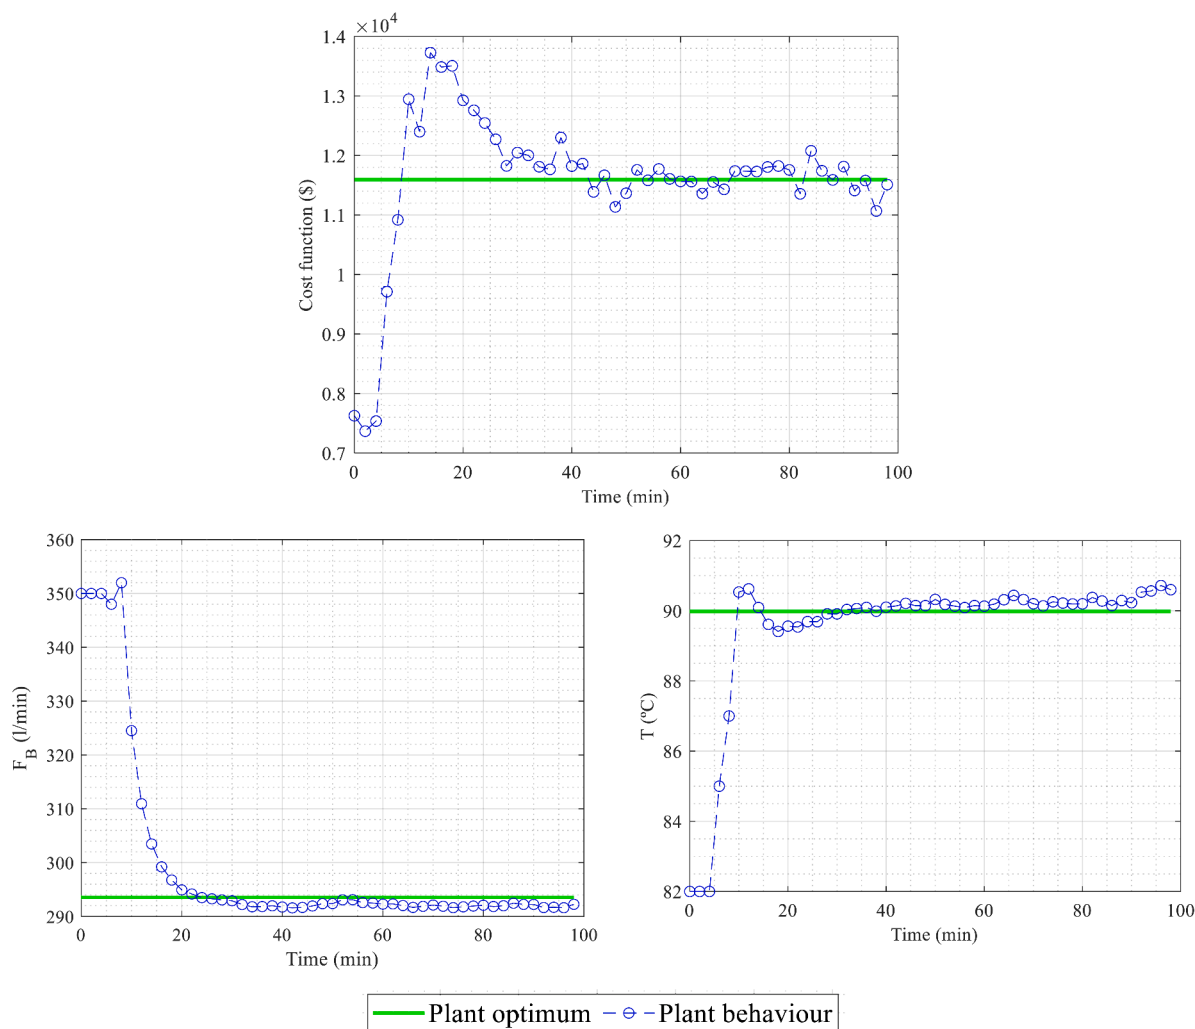 ×10⁴
1.4
1.3
1.2
1.1
1
0.9
0.8
0.7
0 20 40 60 80 100
Cost function ($)
Time (min)
360
350
340
330
320
310
300
290
0 20 40 60 80 100
F_B (l/min)
Time (min)
92
90
88
86
84
82
0 20 40 60 80 100
T (ºC)
Time (min)
Plant optimum Plant behaviour